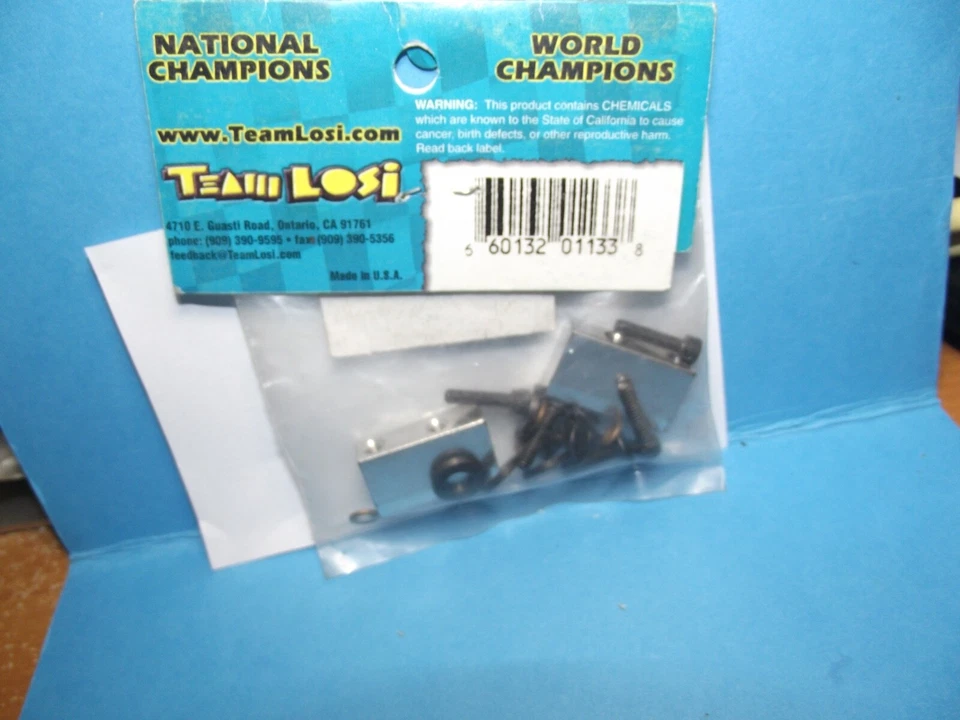 NATIONAL
CHAMPIONS
WORLD
CHAMPIONS
WARNING: This product contains CHEMICALS
which are known to the State of California to cause
cancer, birth defects, or other reproductive harm.
Read back label.
www.TeamLosi.com
TEAM LOSi
4710 E. Guasti Road, Ontario, CA 91761
phone: (909) 390-9595 • fax: (909) 390-5356
feedback@TeamLosi.com
Made in U.S.A.
6 60132 01133 8